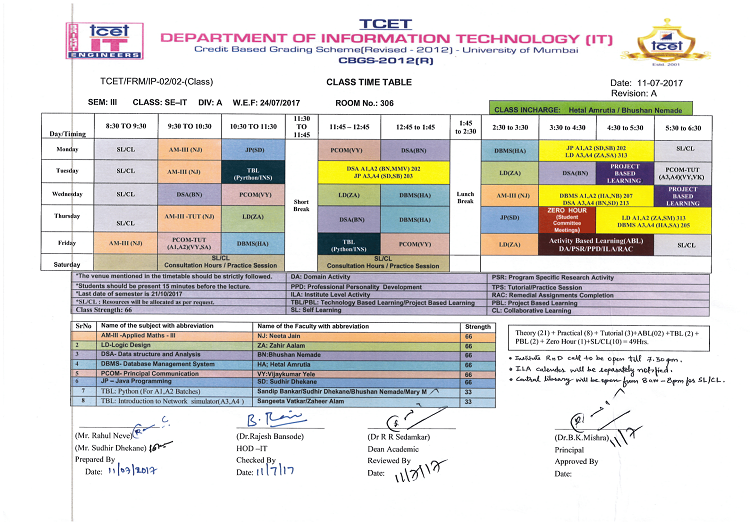 TCET
DEPARTMENT OF INFORMATION TECHNOLOGY (IT)
Credit Based Grading Scheme(Revised - 2012) - University of Mumbai
CBGS-2012(R)
tcet
IT
ENGINEERS
tcet
Estd. 2001
TCET/FRM/IP-02/02-(Class) CLASS TIME TABLE Date: 11-07-2017
Revision: A
SEM: III CLASS: SE–IT DIV: A W.E.F: 24/07/2017 ROOM No.: 306
CLASS INCHARGE: Hetal Amrutia / Bhushan Nemade
Day/Timing 8:30 TO 9:30 9:30 TO 10:30 10:30 TO 11:30 11:30 TO 11:45 11:45 – 12:45 12:45 to 1:45 1:45 to 2:30 2:30 to 3:30 3:30 to 4:30 4:30 to 5:30 5:30 to 6:30
Monday SL/CL AM-III (NJ) JP(SD) PCOM(VY) DSA(BN) DBMS(HA) JP A1,A2 (SD,SB) 202 LD A3,A4 (ZA,SA) 313 SL/CL
Tuesday SL/CL AM-III (NJ) TBL (Python/INS) DSA A1,A2 (BN,MMV) 202 JP A3,A4 (SD,SB) 203 LD(ZA) DSA(BN) PROJECT BASED LEARNING PCOM-TUT (A3,A4)(VY,VK)
Wednesday SL/CL DSA(BN) PCOM(VY) Short Break LD(ZA) DBMS(HA) Lunch Break AM-III (NJ) DBMS A1,A2 (HA,NB) 207 DSA A3,A4 (BN,SD) 213 PROJECT BASED LEARNING
Thursday SL/CL AM-III -TUT (NJ) LD(ZA) DSA(BN) DBMS(HA) JP(SD) ZERO HOUR (Student Committee Meetings) LD A1,A2 (ZA,SM) 313 DBMS A3,A4 (HA,SA) 205
Friday AM-III (NJ) PCOM-TUT (A1,A2)(VY,SA) DBMS(HA) TBL (Python/INS) PCOM(VY) LD(ZA) Activity Based Learning(ABL) DA/PSR/PPD/ILA/RAC SL/CL
Saturday SL/CL Consultation Hours / Practice Session SL/CL Consultation Hours / Practice Session
*The venue mentioned in the timetable should be strictly followed. DA: Domain Activity PSR: Program Specific Research Activity
*Students should be present 15 minutes before the lecture. PPD: Professional Personality Development TPS: Tutorial/Practice Session
*Last date of semester is 21/10/2017 ILA: Institute Level Activity RAC: Remedial Assignments Completion
*SL/CL : Resources will be allocated as per request. TBL/PBL: Technology Based Learning/Project Based Learning PBL: Project Based Learning
Class Strength: 66 SL: Self Learning CL: Collaborative Learning
SrNo Name of the subject with abbreviation Name of the Faculty with abbreviation Strength
AM-III -Applied Maths - III NJ: Neeta Jain 66
2 LD-Logic Design ZA: Zahir Aalam 66
3 DSA- Data structure and Analysis BN:Bhushan Nemade 66
4 DBMS- Database Management System HA; Hetal Amrutia 66
5 PCOM- Principal Communication VY:Vijaykumar Yele 66
6 JP – Java Programming SD: Sudhir Dhekane 66
7 TBL: Python (For A1,A2 Batches) Sandip Bankar/Sudhir Dhekane/Bhushan Nemade/Mary M 33
8 TBL: Introduction to Network simulator(A3,A4 ) Sangeeta Vatkar/Zaheer Alam 33
Theory (21) + Practical (8) + Tutorial (3)+ABL(02) +TBL (2) +
PBL (2) + Zero Hour (1)+SL/CL(10) = 49Hrs.
• Institute RnD cell to be open till 7.30 pm.
• ILA calender will be separately notified.
• Central library will be open from 8 am – 8pm for SL/CL.
(Mr. Rahul Neve)
(Mr. Sudhir Dhekane)
Prepared By
Date: 11/07/2017
(Dr.Rajesh Bansode)
HOD –IT
Checked By
Date: 11/7/17
(Dr R R Sedamkar)
Dean Academic
Reviewed By
Date: 11/7/17
(Dr.B.K.Mishra) 11/7
Principal
Approved By
Date: